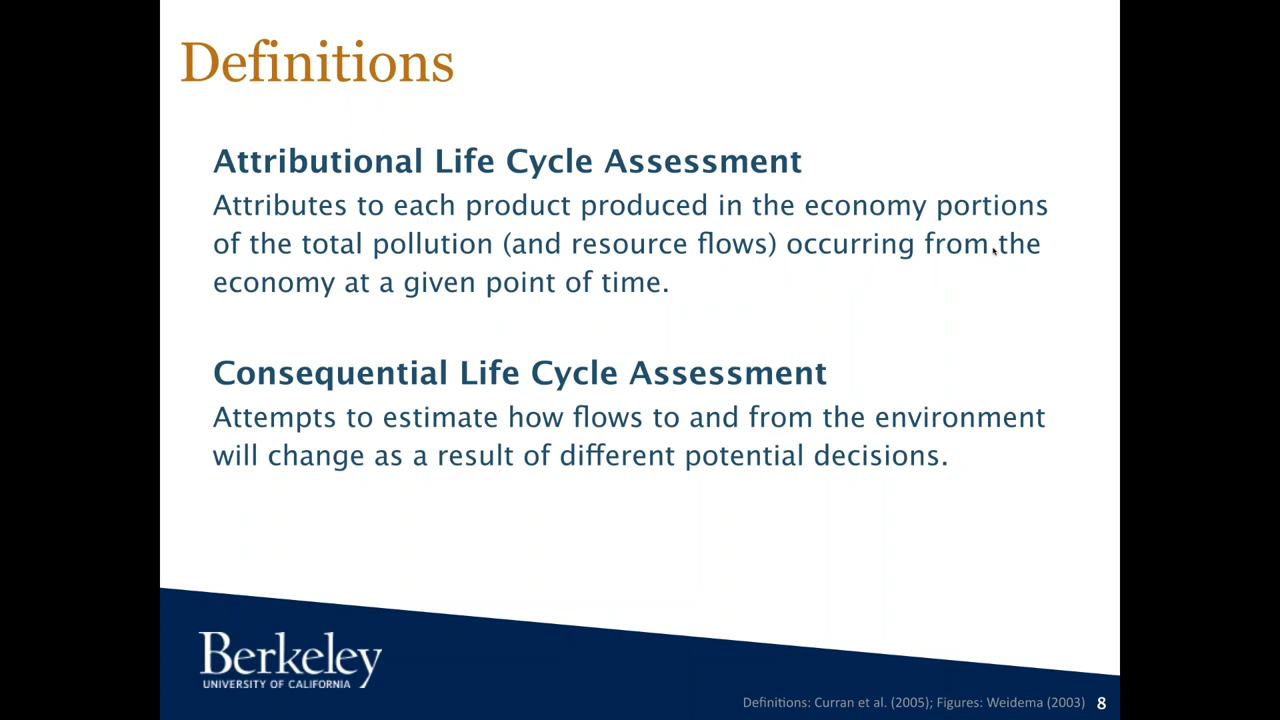 Definitions
Attributional Life Cycle Assessment
Attributes to each product produced in the economy portions
of the total pollution (and resource flows) occurring from the
economy at a given point of time.
Consequential Life Cycle Assessment
Attempts to estimate how flows to and from the environment
will change as a result of different potential decisions.
Berkeley
UNIVERSITY OF CALIFORNIA
Definitions: Curran et al. (2005); Figures: Weidema (2003) 8